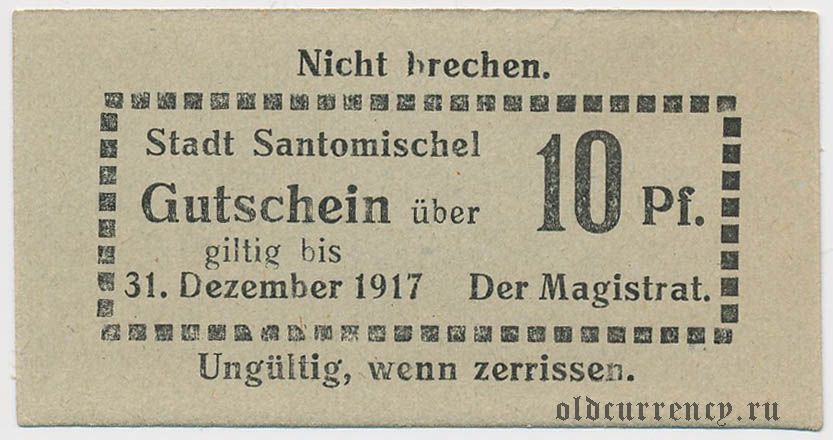 Nicht brechen.
Stadt Santomischel
Gutschein über 10 Pf.
giltig bis
31. Dezember 1917 Der Magistrat.
Ungültig, wenn zerrissen.
oldcurrency.ru